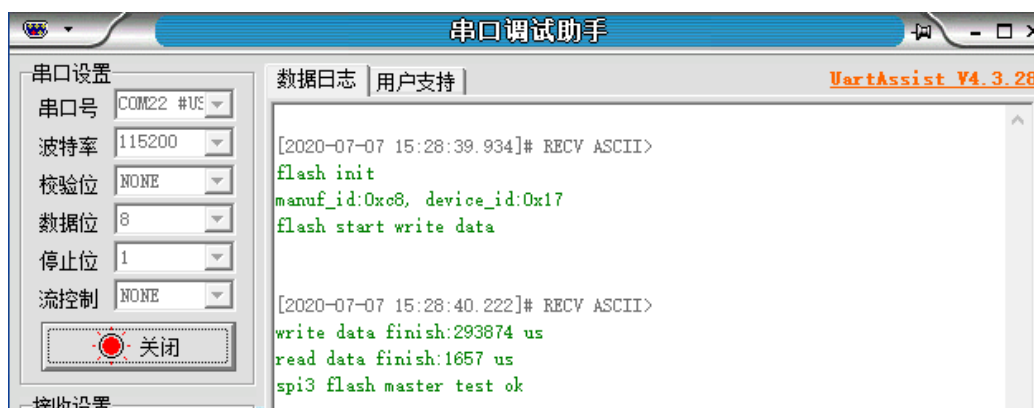 串口调试助手
串口设置
串口号 COM22 #US
波特率 115200
校验位 NONE
数据位 8
停止位 1
流控制 NONE
关闭
接收设置
数据日志 用户支持 UartAssist V4.3.28
[2020-07-07 15:28:39.934]# RECV ASCII>
flash init
manuf_id:0xc8, device_id:0x17
flash start write data
[2020-07-07 15:28:40.222]# RECV ASCII>
write data finish:293874 us
read data finish:1657 us
spi3 flash master test ok